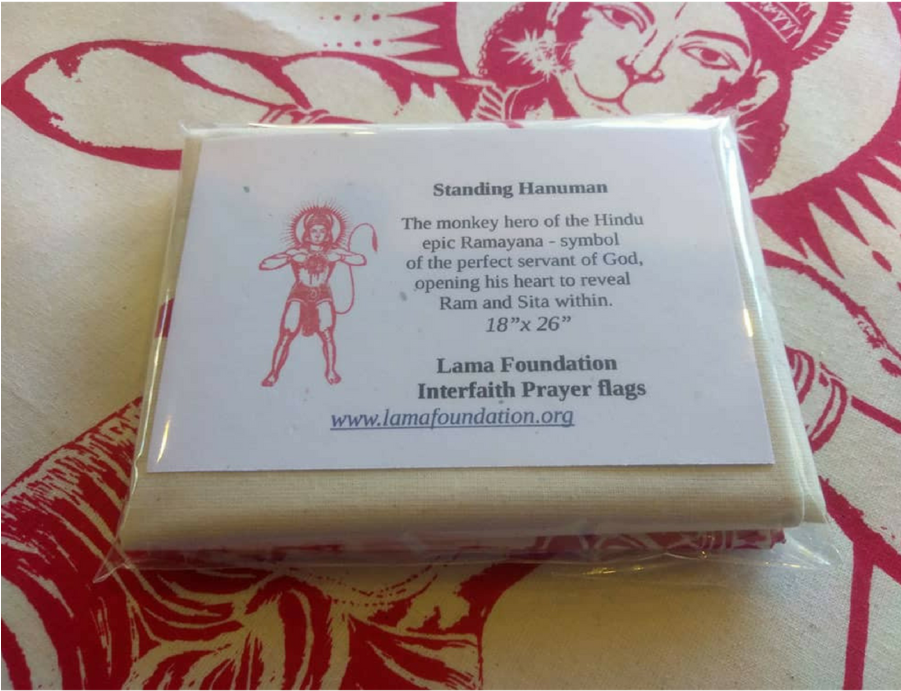 Standing Hanuman
The monkey hero of the Hindu
epic Ramayana - symbol
of the perfect servant of God,
opening his heart to reveal
Ram and Sita within.
18”x 26”
Lama Foundation
Interfaith Prayer flags
www.lamafoundation.org